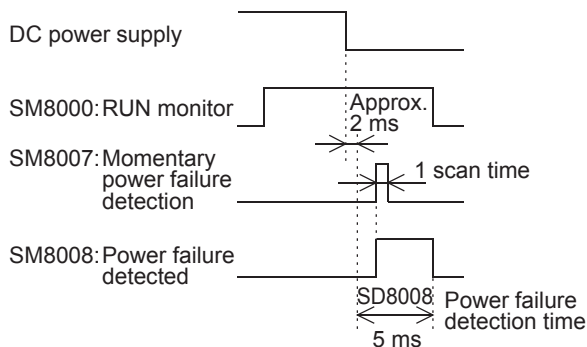 DC power supply
SM8000: RUN monitor
Approx.
2 ms
SM8007: Momentary
power failure
detection
1 scan time
SM8008: Power failure
detected
SD8008
5 ms
Power failure
detection time